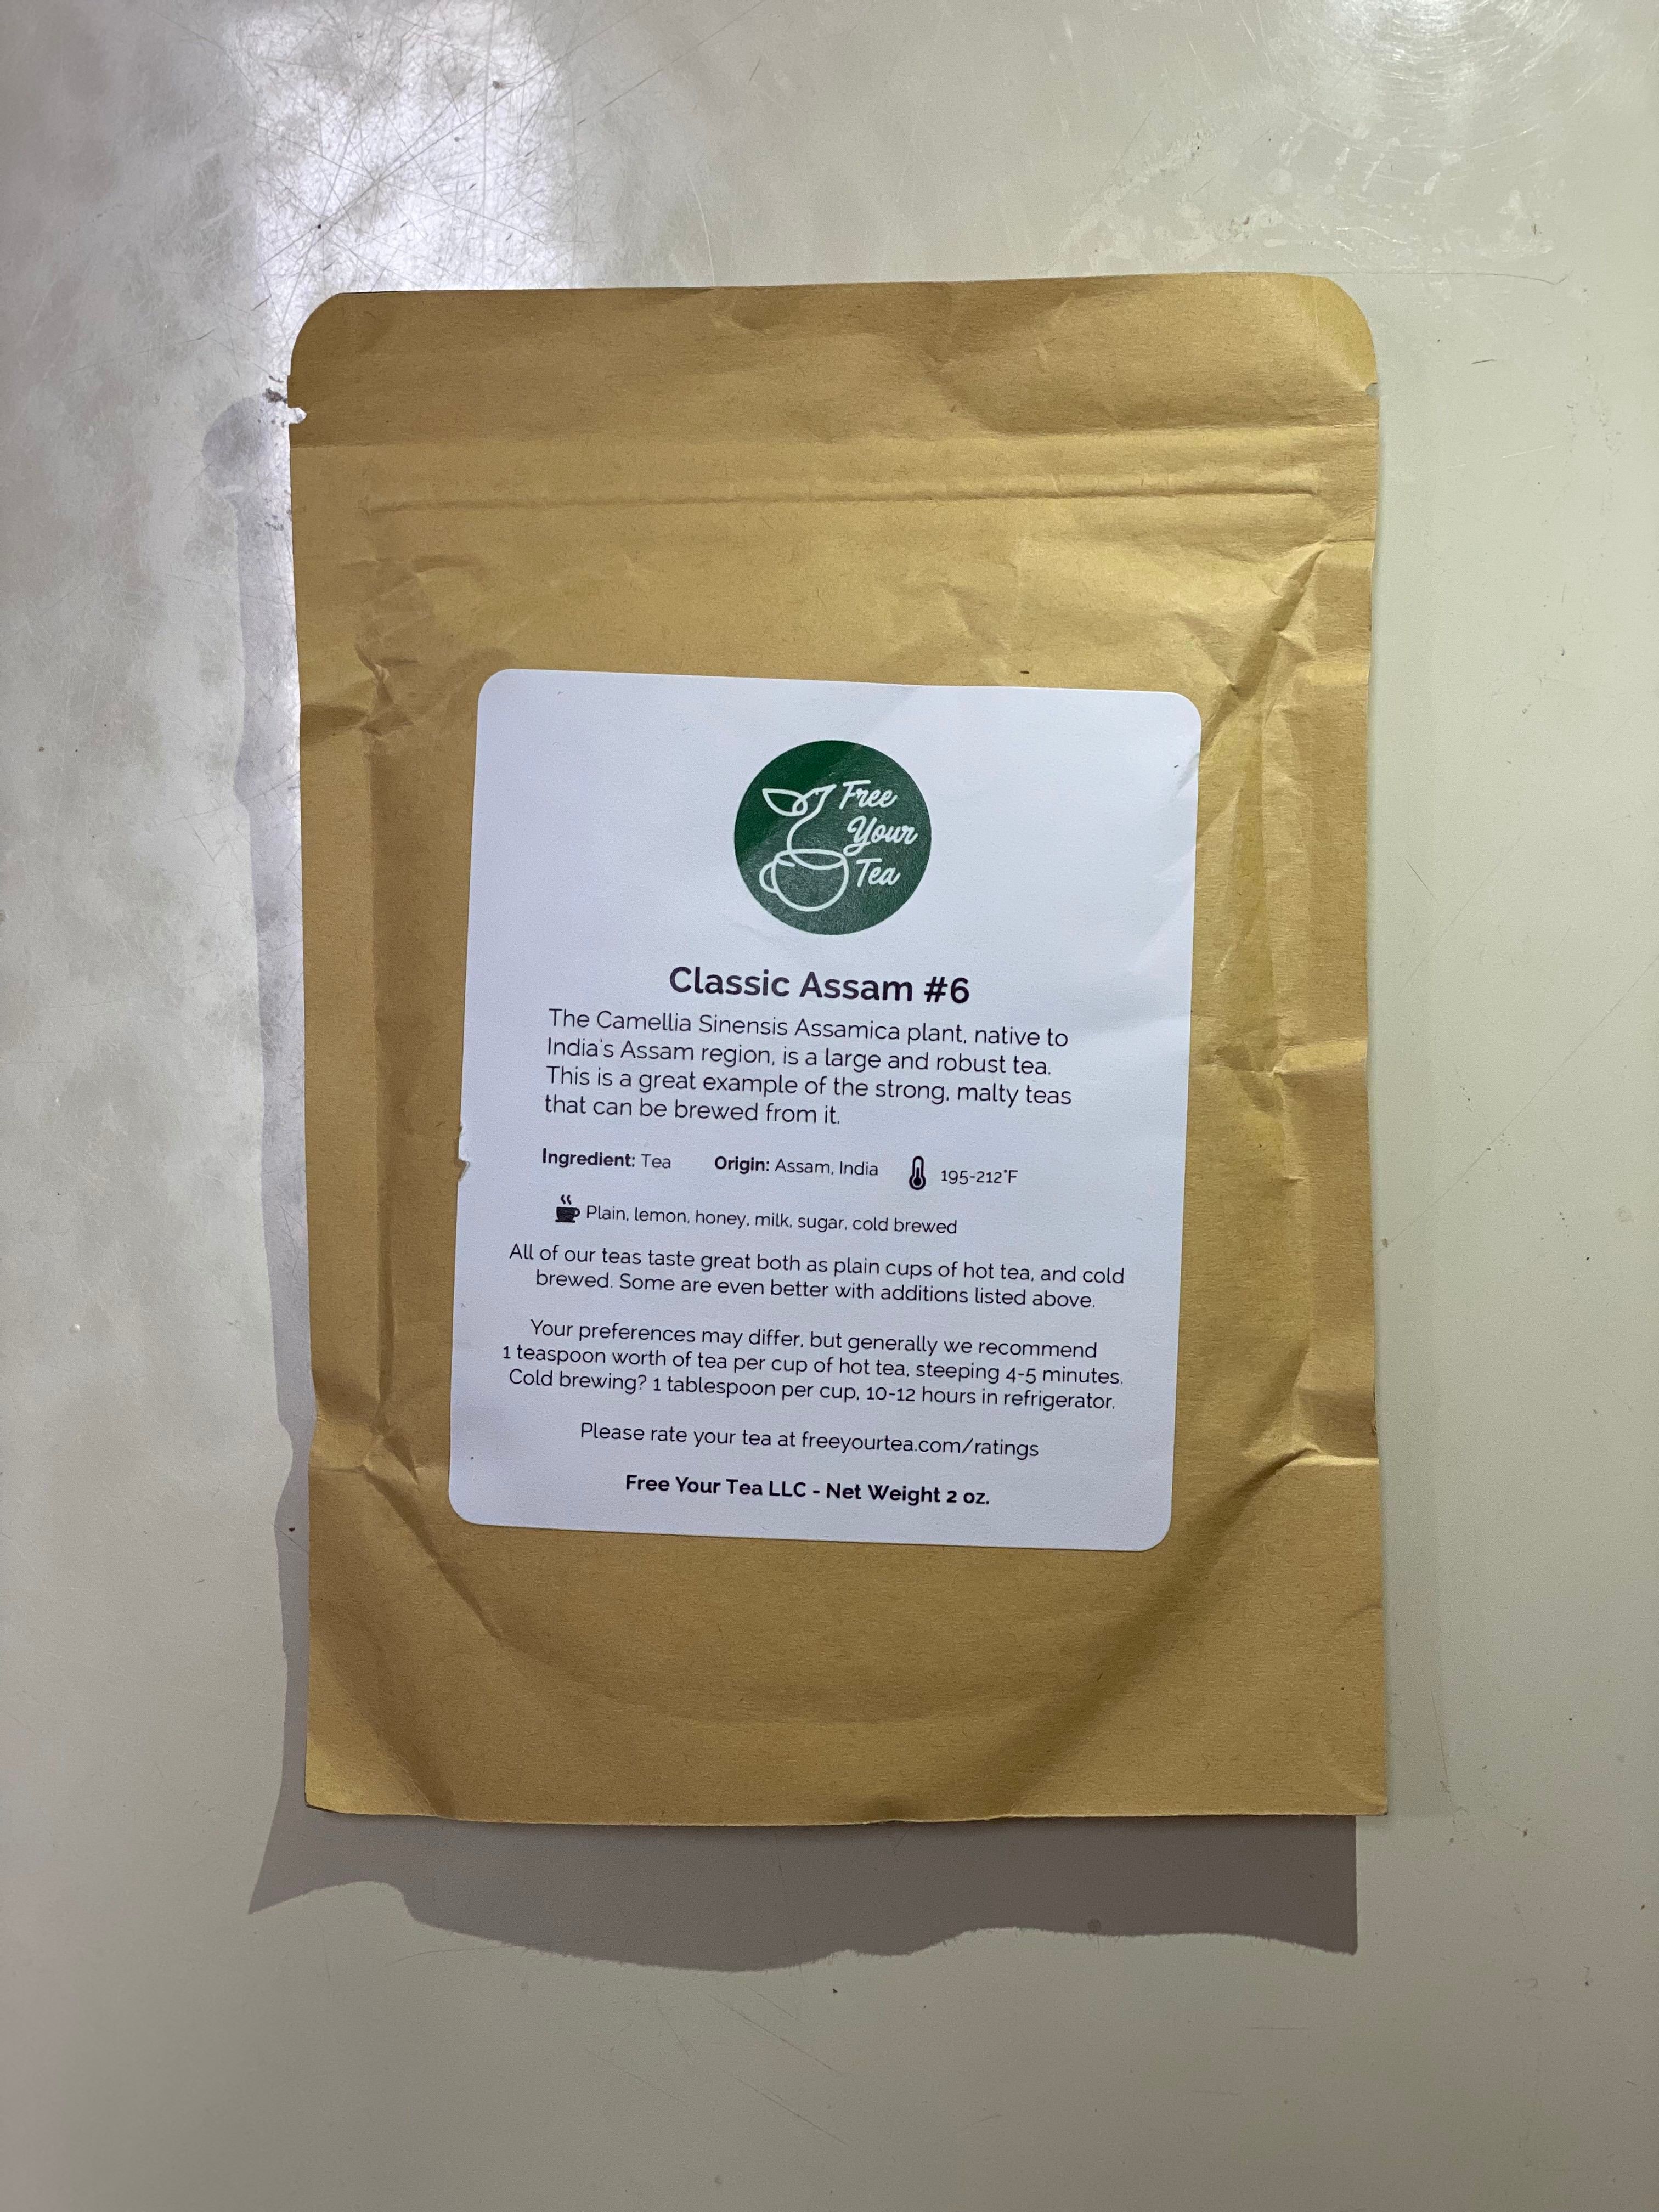 Free
Your
Tea
Classic Assam #6
The Camellia Sinensis Assamica plant, native to
India's Assam region, is a large and robust tea.
This is a great example of the strong, malty teas
that can be brewed from it.
Ingredient: Tea Origin: Assam, India 195-212°F
Plain, lemon, honey, milk, sugar, cold brewed
All of our teas taste great both as plain cups of hot tea, and cold
brewed. Some are even better with additions listed above.
Your preferences may differ, but generally we recommend
1 teaspoon worth of tea per cup of hot tea, steeping 4-5 minutes.
Cold brewing? 1 tablespoon per cup, 10-12 hours in refrigerator.
Please rate your tea at freeyourtea.com/ratings
Free Your Tea LLC - Net Weight 2 oz.